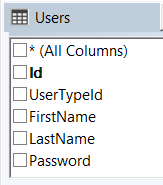 Users
* (All Columns)
Id
UserTypeId
FirstName
LastName
Password